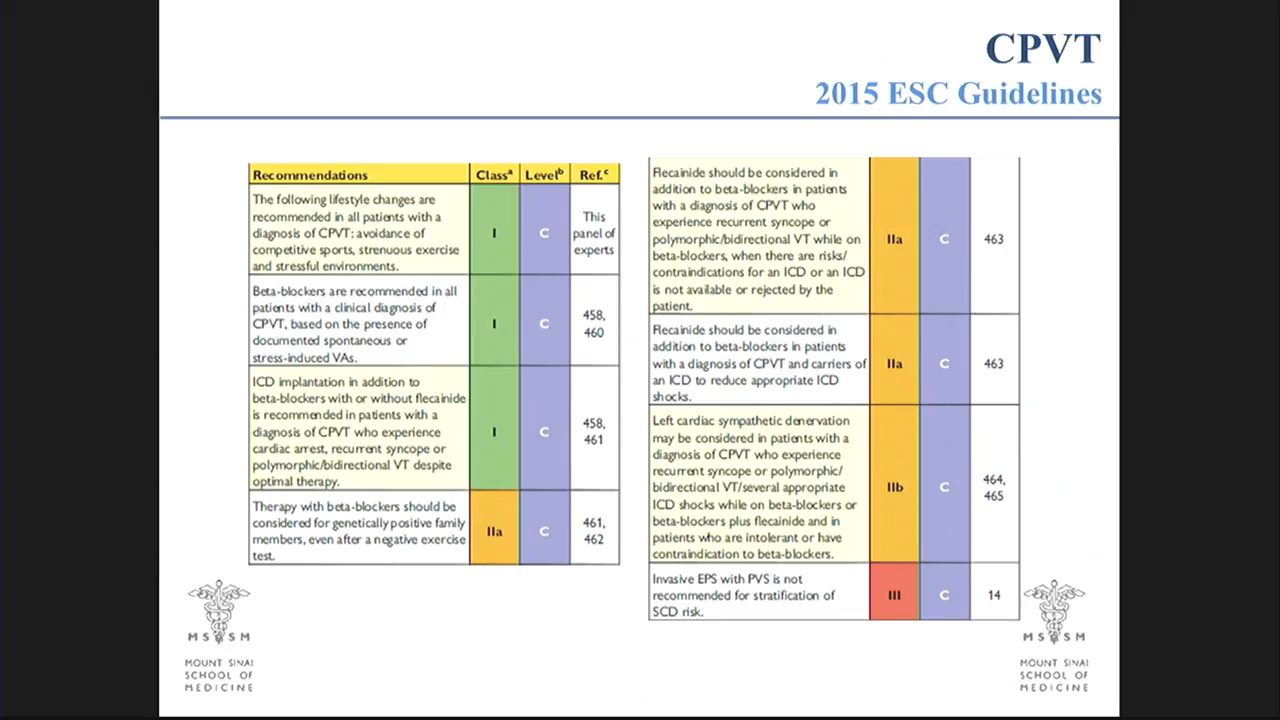 CPVT
2015 ESC Guidelines
Recommendations Classᵃ Levelᵇ Ref.ᶜ
The following lifestyle changes are
recommended in all patients with a
diagnosis of CPVT: avoidance of
competitive sports, strenuous exercise
and stressful environments.
I
C
This
panel of
experts
Beta-blockers are recommended in all
patients with a clinical diagnosis of
CPVT, based on the presence of
documented spontaneous or
stress-induced VAs.
I
C
458,
460
ICD implantation in addition to
beta-blockers with or without flecainide
is recommended in patients with a
diagnosis of CPVT who experience
cardiac arrest, recurrent syncope or
polymorphic/bidirectional VT despite
optimal therapy.
I
C
458,
461
Therapy with beta-blockers should be
considered for genetically positive family
members, even after a negative exercise
test.
IIa
C
461,
462
Flecainide should be considered in
addition to beta-blockers in patients
with a diagnosis of CPVT who
experience recurrent syncope or
polymorphic/bidirectional VT while on
beta-blockers, when there are risks/
contraindications for an ICD or an ICD
is not available or rejected by the
patient.
IIa
C
463
Flecainide should be considered in
addition to beta-blockers in patients
with a diagnosis of CPVT and carriers of
an ICD to reduce appropriate ICD
shocks.
IIa
C
463
Left cardiac sympathetic denervation
may be considered in patients with a
diagnosis of CPVT who experience
recurrent syncope or polymorphic/
bidirectional VT/several appropriate
ICD shocks while on beta-blockers or
beta-blockers plus flecainide and in
patients who are intolerant or have
contraindication to beta-blockers.
IIb
C
464,
465
Invasive EPS with PVS is not
recommended for stratification of
SCD risk.
III
C
14
MSSM
MOUNT SINAI
SCHOOL OF
MEDICINE
MSSM
MOUNT SINAI
SCHOOL OF
MEDICINE